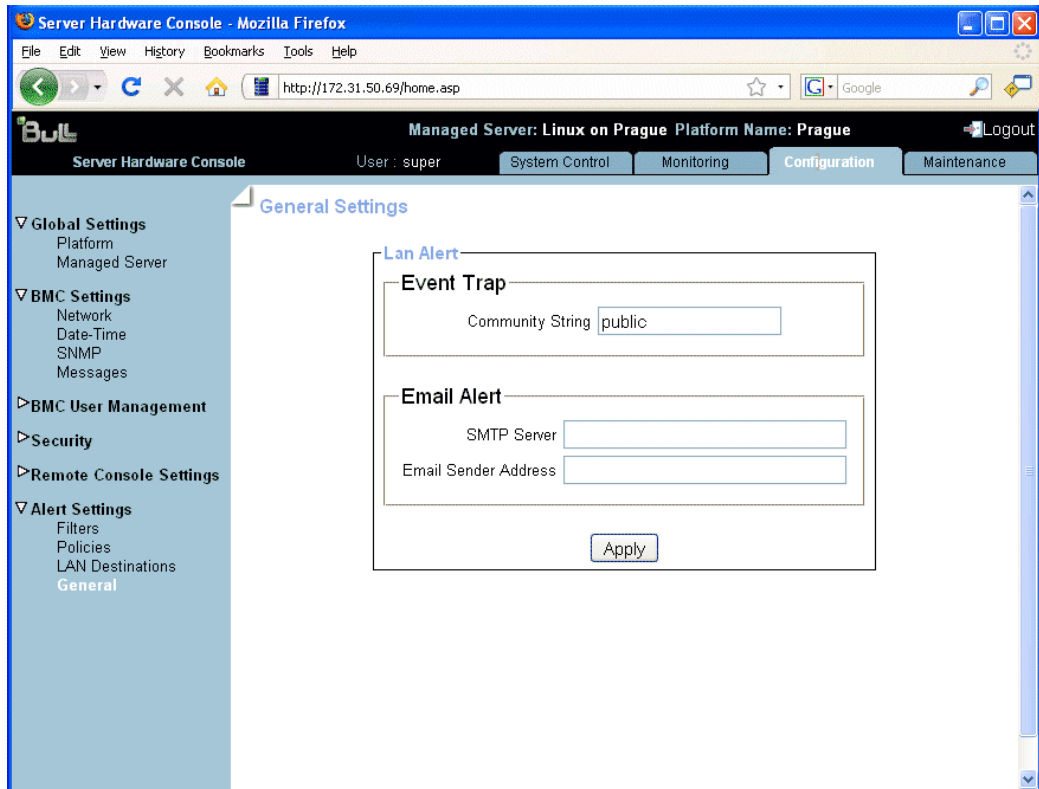 Server Hardware Console - Mozilla Firefox
File Edit View History Bookmarks Tools Help
http://172.31.50.69/home.asp
G Google
Bull
Managed Server: Linux on Prague Platform Name: Prague
Logout
Server Hardware Console
User : super
System Control
Monitoring
Configuration
Maintenance
Global Settings
Platform
Managed Server
BMC Settings
Network
Date-Time
SNMP
Messages
BMC User Management
Security
Remote Console Settings
Alert Settings
Filters
Policies
LAN Destinations
General
General Settings
Lan Alert
Event Trap
Community String public
Email Alert
SMTP Server
Email Sender Address
Apply